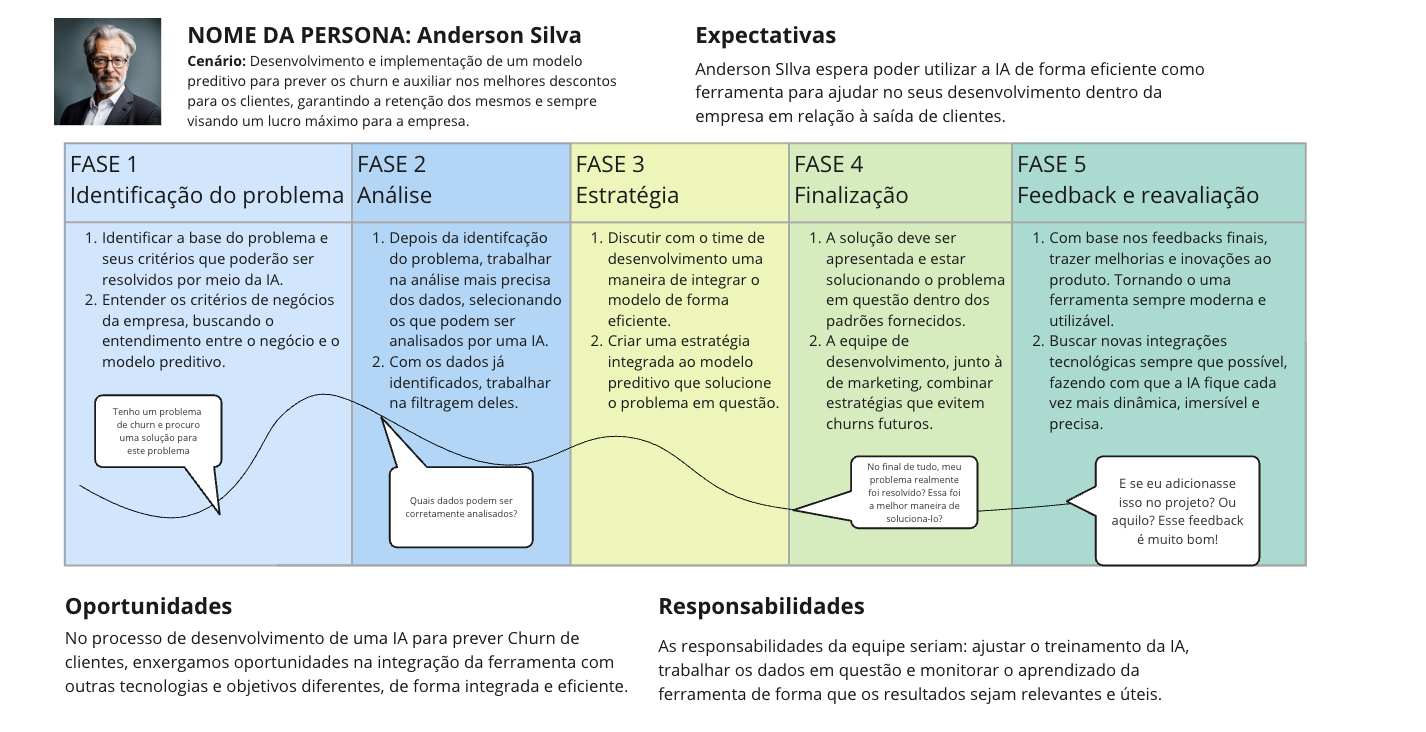 NOME DA PERSONA: Anderson Silva
Cenário: Desenvolvimento e implementação de um modelo
preditivo para prever os churn e auxiliar nos melhores descontos
para os clientes, garantindo a retenção dos mesmos e sempre
visando um lucro máximo para a empresa.
Expectativas
Anderson SIlva espera poder utilizar a IA de forma eficiente como
ferramenta para ajudar no seus desenvolvimento dentro da
empresa em relação à saída de clientes.
FASE 1
Identificação do problema
1. Identificar a base do problema e
seus critérios que poderão ser
resolvidos por meio da IA.
2. Entender os critérios de negócios
da empresa, buscando o
entendimento entre o negócio e o
modelo preditivo.
Tenho um problema
de churn e procuro
uma solução para
este problema
FASE 2
Análise
1. Depois da identifcação
do problema, trabalhar
na análise mais precisa
dos dados, selecionando
os que podem ser
analisados por uma IA.
2. Com os dados já
identificados, trabalhar
na filtragem deles.
Quais dados podem ser
corretamente analisados?
FASE 3
Estratégia
1. Discutir com o time de
desenvolvimento uma
maneira de integrar o
modelo de forma
eficiente.
2. Criar uma estratégia
integrada ao modelo
preditivo que solucione
o problema em questão.
FASE 4
Finalização
1. A solução deve ser
apresentada e estar
solucionando o problema
em questão dentro dos
padrões fornecidos.
2. A equipe de
desenvolvimento, junto à
de marketing, combinar
estratégias que evitem
churns futuros.
No final de tudo, meu
problema realmente
foi resolvido? Essa foi
a melhor maneira de
soluciona-lo?
FASE 5
Feedback e reavaliação
1. Com base nos feedbacks finais,
trazer melhorias e inovações ao
produto. Tornando o uma
ferramenta sempre moderna e
utilizável.
2. Buscar novas integrações
tecnológicas sempre que possível,
fazendo com que a IA fique cada
vez mais dinâmica, imersível e
precisa.
E se eu adicionasse
isso no projeto? Ou
aquilo? Esse feedback
é muito bom!
Oportunidades
No processo de desenvolvimento de uma IA para prever Churn de
clientes, enxergamos oportunidades na integração da ferramenta com
outras tecnologias e objetivos diferentes, de forma integrada e eficiente.
Responsabilidades
As responsabilidades da equipe seriam: ajustar o treinamento da IA,
trabalhar os dados em questão e monitorar o aprendizado da
ferramenta de forma que os resultados sejam relevantes e úteis.